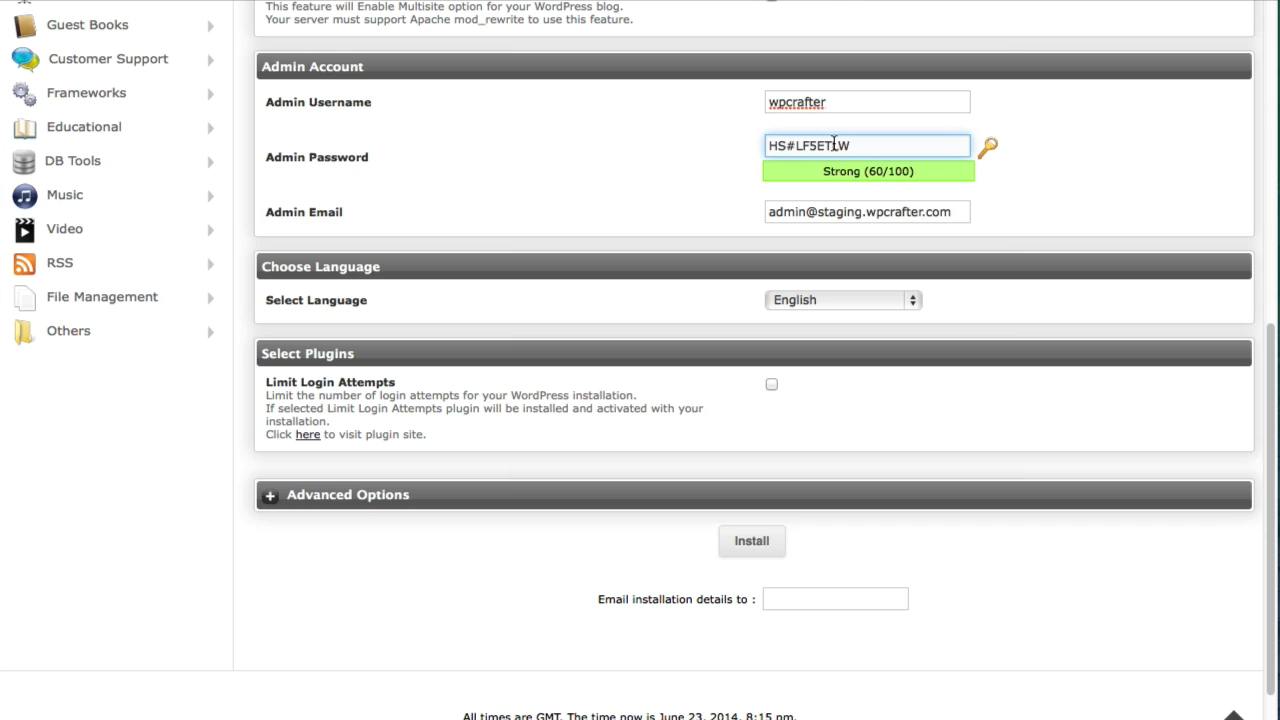 This feature will Enable Multisite option for your WordPress blog.
Your server must support Apache mod_rewrite to use this feature.
Guest Books
Customer Support
Frameworks
Educational
DB Tools
Music
Video
RSS
File Management
Others
Admin Account
Admin Username
wpcrafter
Admin Password
Strong (60/100)
Admin Email
admin@staging.wpcrafter.com
Choose Language
Select Language
English
Select Plugins
Limit Login Attempts
Limit the number of login attempts for your WordPress installation.
If selected Limit Login Attempts plugin will be installed and activated with your
installation.
Click here to visit plugin site.
Advanced Options
Install
Email installation details to :
All times are GMT. The time now is June 23, 2014, 8:15 pm.